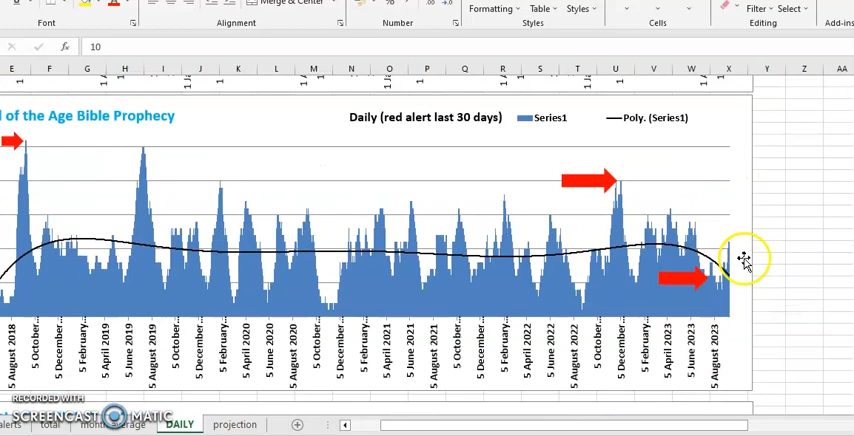 Merge & Center
Formatting Table Styles
Filter Select
Font Alignment Number Styles Cells Editing Add-ins
fx 10
E F G H I J K L M N O P Q R S T U V W X Y Z AA
d of the Age Bible Prophecy
Daily (red alert last 30 days)
Series1
Poly. (Series1)
5 August 2018
5 October...
5 December...
5 February...
5 April 2019
5 June 2019
5 August 2019
5 October...
5 December...
5 February...
5 April 2020
5 June 2020
5 August 2020
5 October...
5 December...
5 February...
5 April 2021
5 June 2021
5 August 2021
5 October...
5 December...
5 February...
5 April 2022
5 June 2022
5 August 2022
5 October...
5 December...
5 February...
5 April 2023
5 June 2023
5 August 2023
RECORDED WITH
SCREENCAST MATIC
alerts total month average DAILY projection